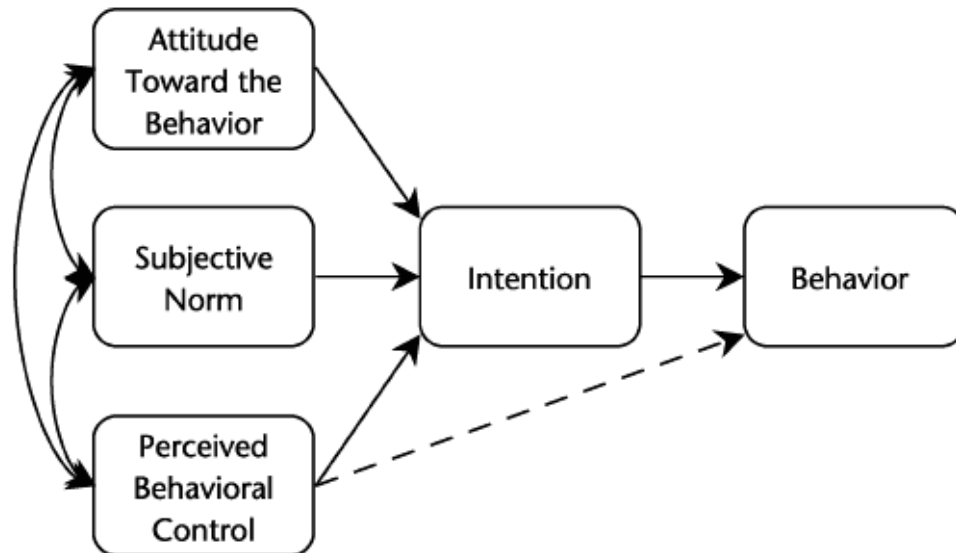 Attitude
Toward the
Behavior
Subjective
Norm
Intention
Behavior
Perceived
Behavioral
Control